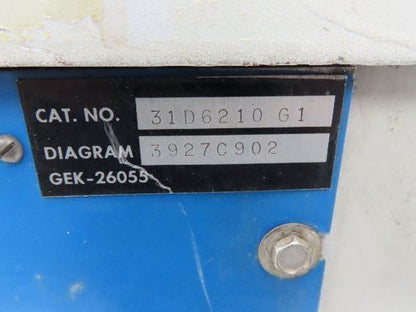 CAT. NO. 31D6210 G1
DIAGRAM 3927C902
GEK-26055